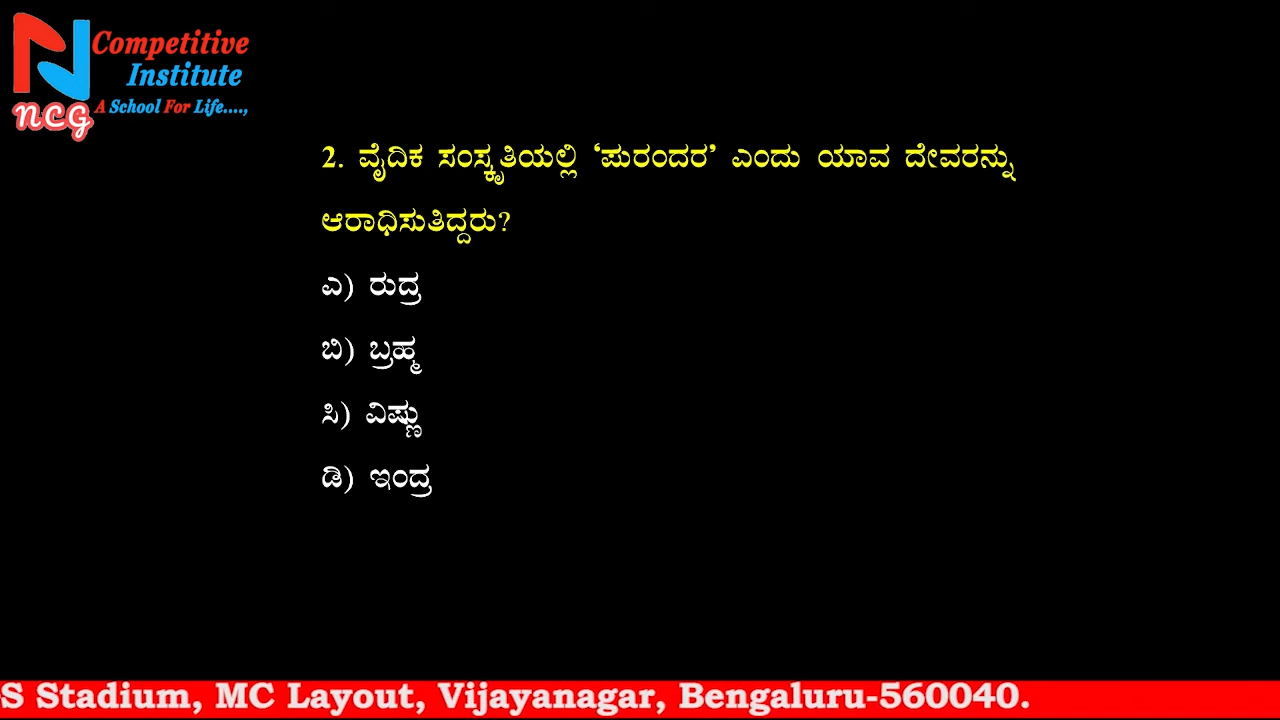 Competitive
Institute
A School For Life....,
NCG
2. ವೈದಿಕ ಸಂಸ್ಕೃತಿಯಲ್ಲಿ ‘ಪುರಂದರ’ ಎಂದು ಯಾವ ದೇವರನ್ನು
ಆರಾಧಿಸುತಿದ್ದರು?
ಎ) ರುದ್ರ
ಬಿ) ಬ್ರಹ್ಮ
ಸಿ) ವಿಷ್ಣು
ಡಿ) ಇಂದ್ರ
S Stadium, MC Layout, Vijayanagar, Bengaluru-560040.